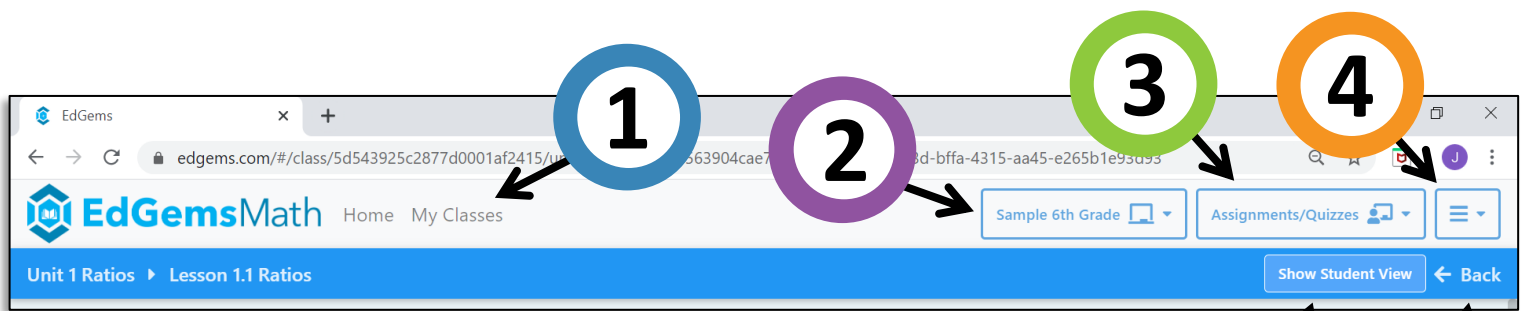 1
2
3
4
EdGems
edgems.com/#/class/5d543925c2877d0001af2415/
563904cae7
3d-bffa-4315-aa45-e265b1e93d93
J
EdGemsMath Home My Classes Sample 6th Grade Assignments/Quizzes
Unit 1 Ratios Lesson 1.1 Ratios Show Student View Back